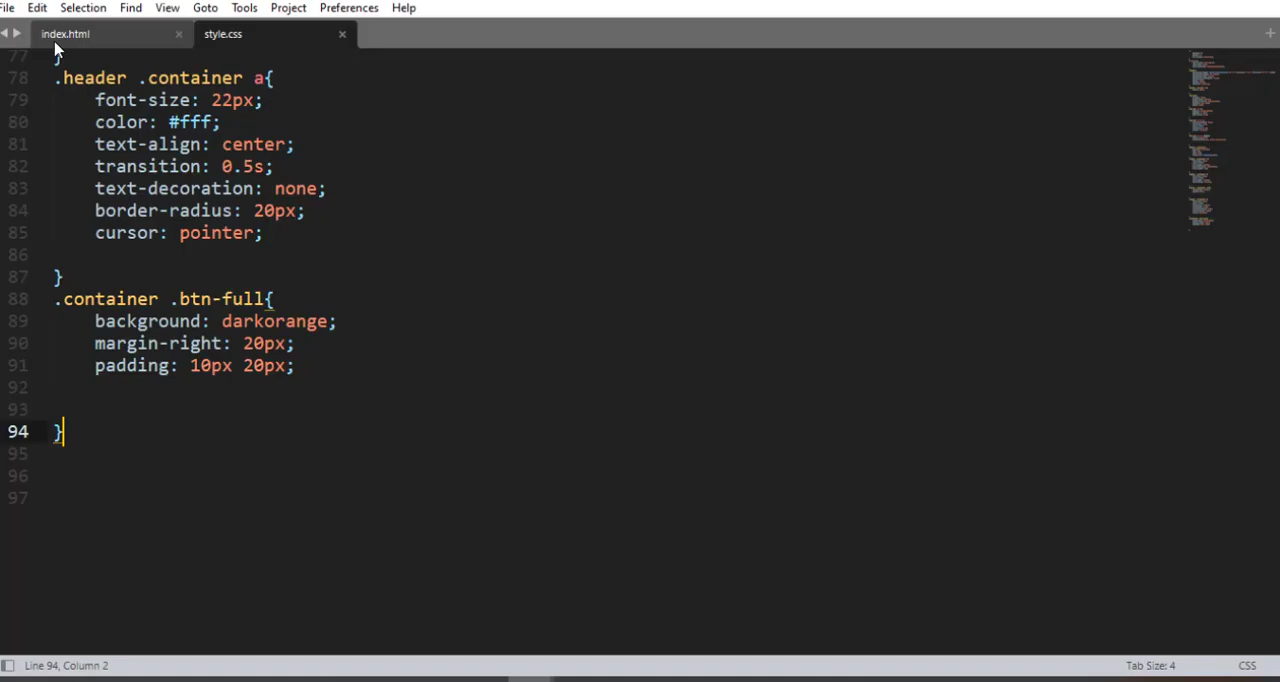 File Edit Selection Find View Goto Tools Project Preferences Help
index.html × style.css × +
77 }
78 .header .container a{
79 font-size: 22px;
80 color: #fff;
81 text-align: center;
82 transition: 0.5s;
83 text-decoration: none;
84 border-radius: 20px;
85 cursor: pointer;
86
87 }
88 .container .btn-full{
89 background: darkorange;
90 margin-right: 20px;
91 padding: 10px 20px;
92
93
94 }
95
96
97
Line 94, Column 2 Tab Size: 4 CSS